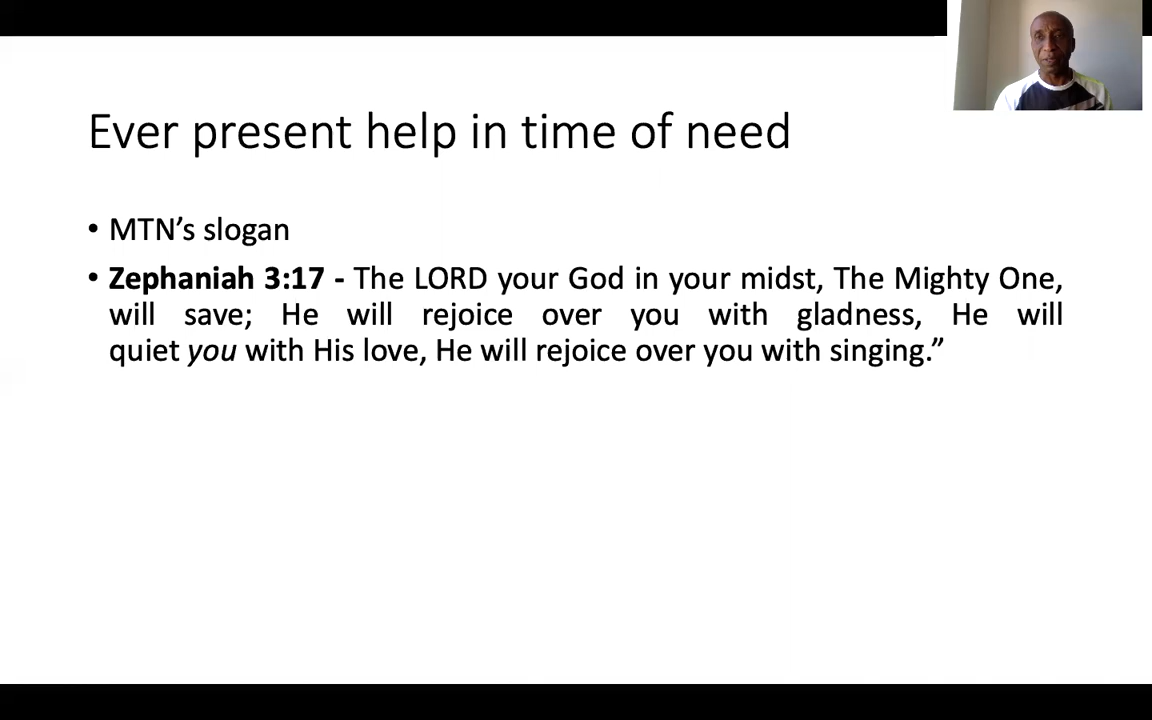 Ever present help in time of need
• MTN’s slogan
• Zephaniah 3:17 - The LORD your God in your midst, The Mighty One,
will save; He will rejoice over you with gladness, He will
quiet you with His love, He will rejoice over you with singing.”